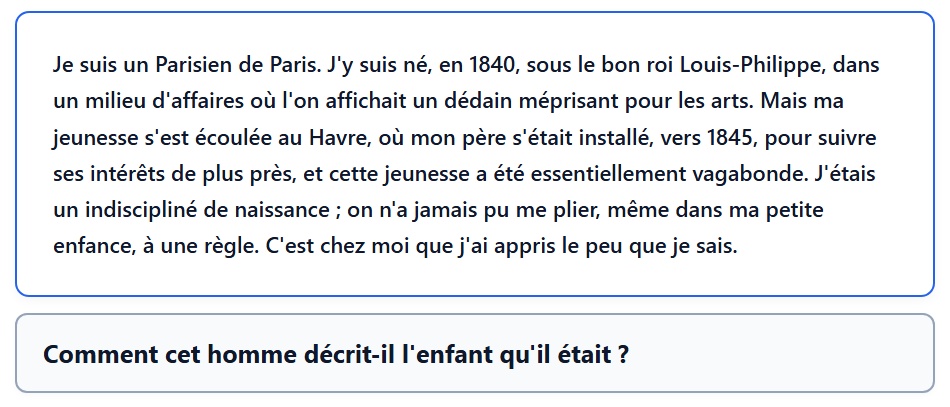 Je suis un Parisien de Paris. J'y suis né, en 1840, sous le bon roi Louis-Philippe, dans
un milieu d'affaires où l'on affichait un dédain méprisant pour les arts. Mais ma
jeunesse s'est écoulée au Havre, où mon père s'était installé, vers 1845, pour suivre
ses intérêts de plus près, et cette jeunesse a été essentiellement vagabonde. J'étais
un indiscipliné de naissance ; on n'a jamais pu me plier, même dans ma petite
enfance, à une règle. C'est chez moi que j'ai appris le peu que je sais.
Comment cet homme décrit-il l'enfant qu'il était ?